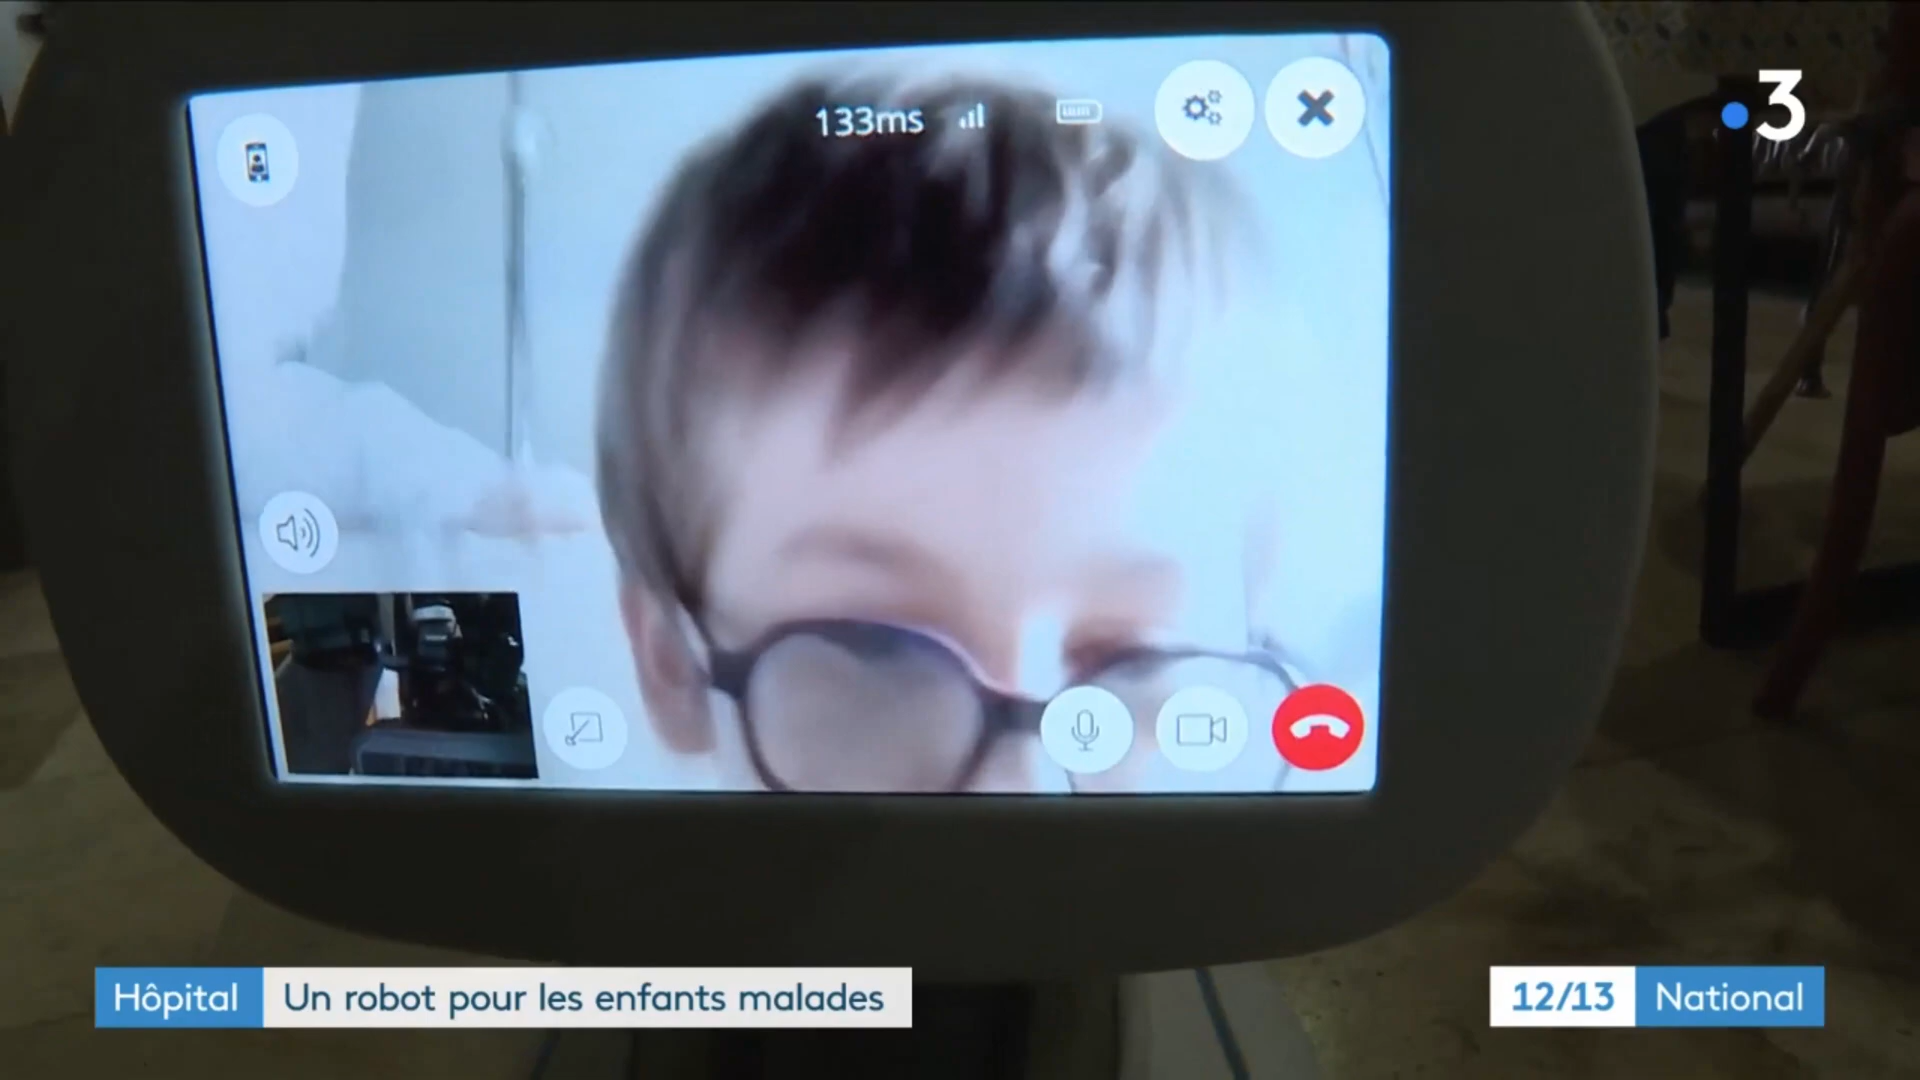 133ms
3
Hôpital
Un robot pour les enfants malades
12/13
National